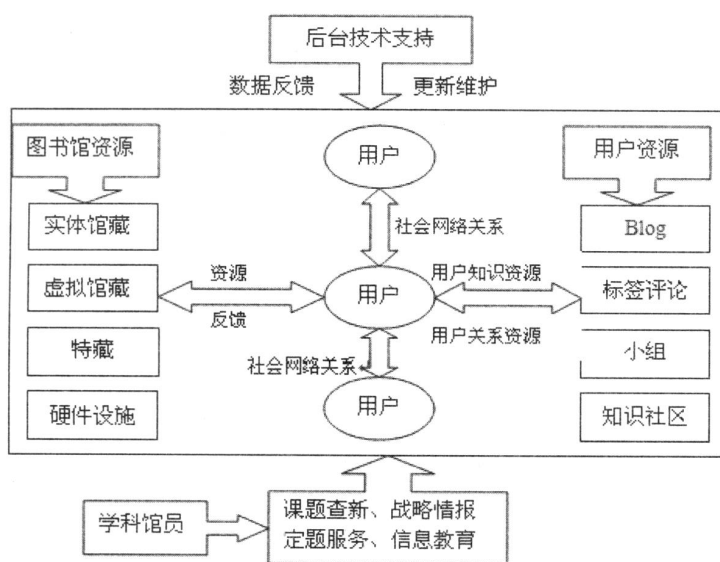 后台技术支持
数据反馈
更新维护
图书馆资源
用户
用户资源
实体馆藏
社会网络关系
Blog
虚拟馆藏
资源
反馈
用户
用户知识资源
用户关系资源
标签评论
特藏
社会网络关系
小组
硬件设施
用户
知识社区
学科馆员
课题查新、战略情报
定题服务、信息教育